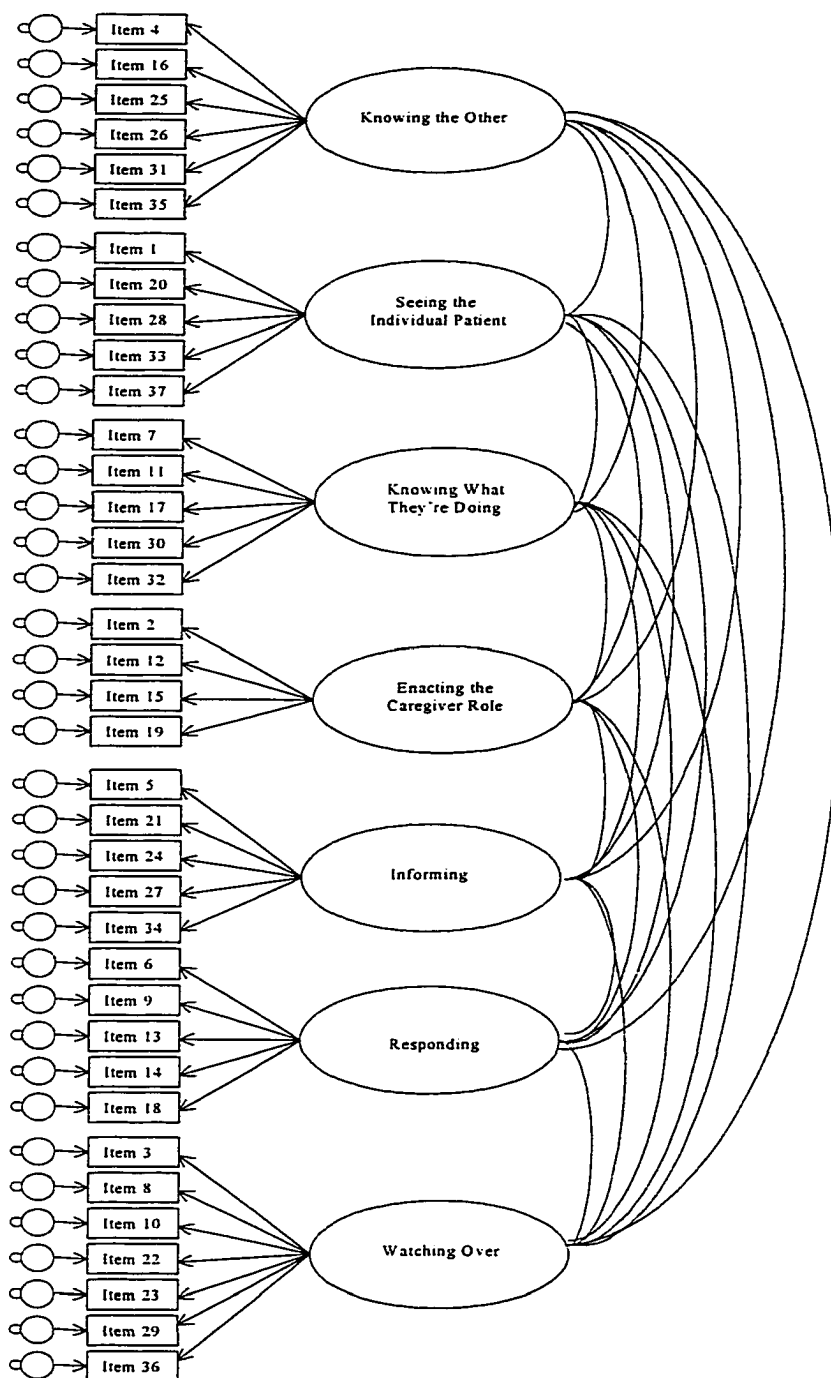 Item 4
Item 16
Item 25
Item 26
Item 31
Item 35
Knowing the Other
Item 1
Item 20
Item 28
Item 33
Item 37
Seeing the
Individual Patient
Item 7
Item 11
Item 17
Item 30
Item 32
Knowing What
They're Doing
Item 2
Item 12
Item 15
Item 19
Enacting the
Caregiver Role
Item 5
Item 21
Item 24
Item 27
Item 34
Informing
Item 6
Item 9
Item 13
Item 14
Item 18
Responding
Item 3
Item 8
Item 10
Item 22
Item 23
Item 29
Item 36
Watching Over